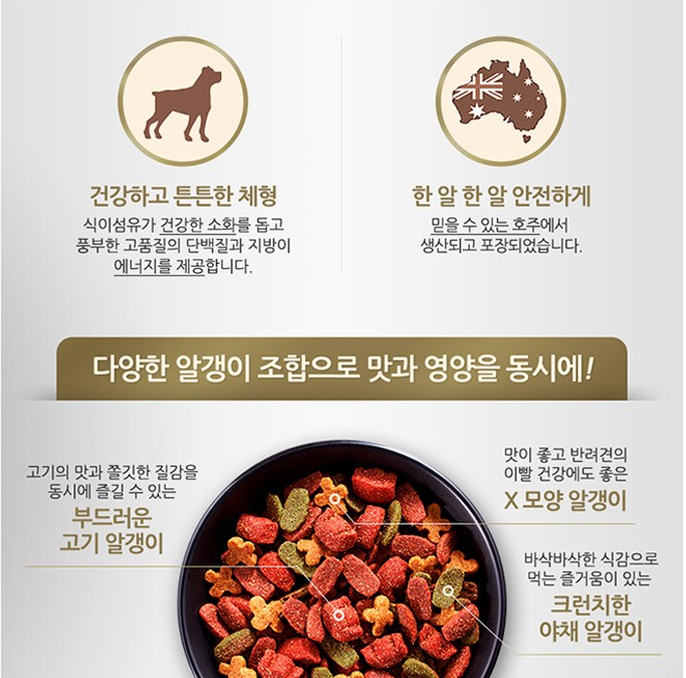 건강하고 튼튼한 체형
식이섬유가 건강한 소화를 돕고
풍부한 고품질의 단백질과 지방이
에너지를 제공합니다.
한 알 한 알 안전하게
믿을 수 있는 호주에서
생산되고 포장되었습니다.
다양한 알갱이 조합으로 맛과 영양을 동시에!
고기의 맛과 쫄깃한 질감을
동시에 즐길 수 있는
부드러운
고기 알갱이
맛이 좋고 반려견의
이빨 건강에도 좋은
X 모양 알갱이
바삭바삭한 식감으로
먹는 즐거움이 있는
크런치한
야채 알갱이